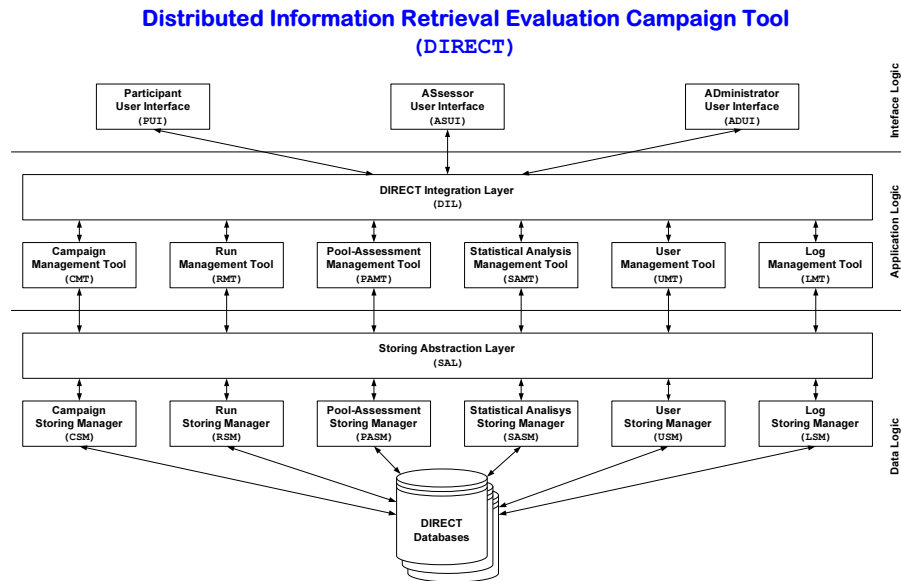 Distributed Information Retrieval Evaluation Campaign Tool
(DIRECT)
Participant
User Interface
(PUI)
ASsessor
User Interface
(ASUI)
ADministrator
User Interface
(ADUI)
Inteface Logic
DIRECT Integration Layer
(DIL)
Campaign
Management Tool
(CMT)
Run
Management Tool
(RMT)
Pool-Assessment
Management Tool
(PAMT)
Statistical Analysis
Management Tool
(SAMT)
User
Management Tool
(UMT)
Log
Management Tool
(LMT)
Application Logic
Storing Abstraction Layer
(SAL)
Campaign
Storing Manager
(CSM)
Run
Storing Manager
(RSM)
Pool-Assessment
Storing Manager
(PASM)
Statistical Analisys
Storing Manager
(SASM)
User
Storing Manager
(USM)
Log
Storing Manager
(LSM)
Data Logic
DIRECT
Databases